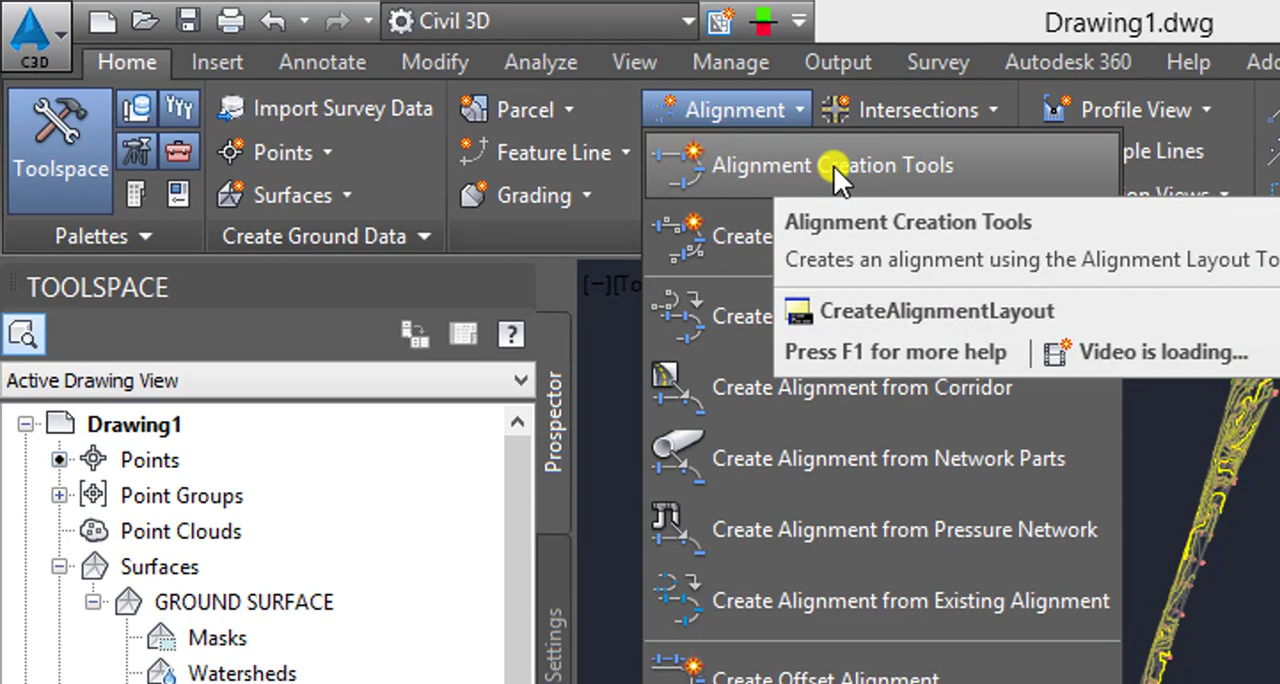 C3D
Civil 3D
Drawing1.dwg
Home Insert Annotate Modify Analyze View Manage Output Survey Autodesk 360 Help
Toolspace
Palettes
Import Survey Data
Points
Surfaces
Create Ground Data
Parcel
Feature Line
Grading
Alignment
Intersections
Profile View
ple Lines
Alignment Creation Tools
Create
Create
Alignment Creation Tools
Creates an alignment using the Alignment Layout To
CreateAlignmentLayout
Press F1 for more help
Video is loading...
Create Alignment from Corridor
Create Alignment from Network Parts
Create Alignment from Pressure Network
Create Alignment from Existing Alignment
Create Offset Alignment
TOOLSPACE
?
Active Drawing View
Drawing1
Points
Point Groups
Point Clouds
Surfaces
GROUND SURFACE
Masks
Watersheds
Prospector
Settings